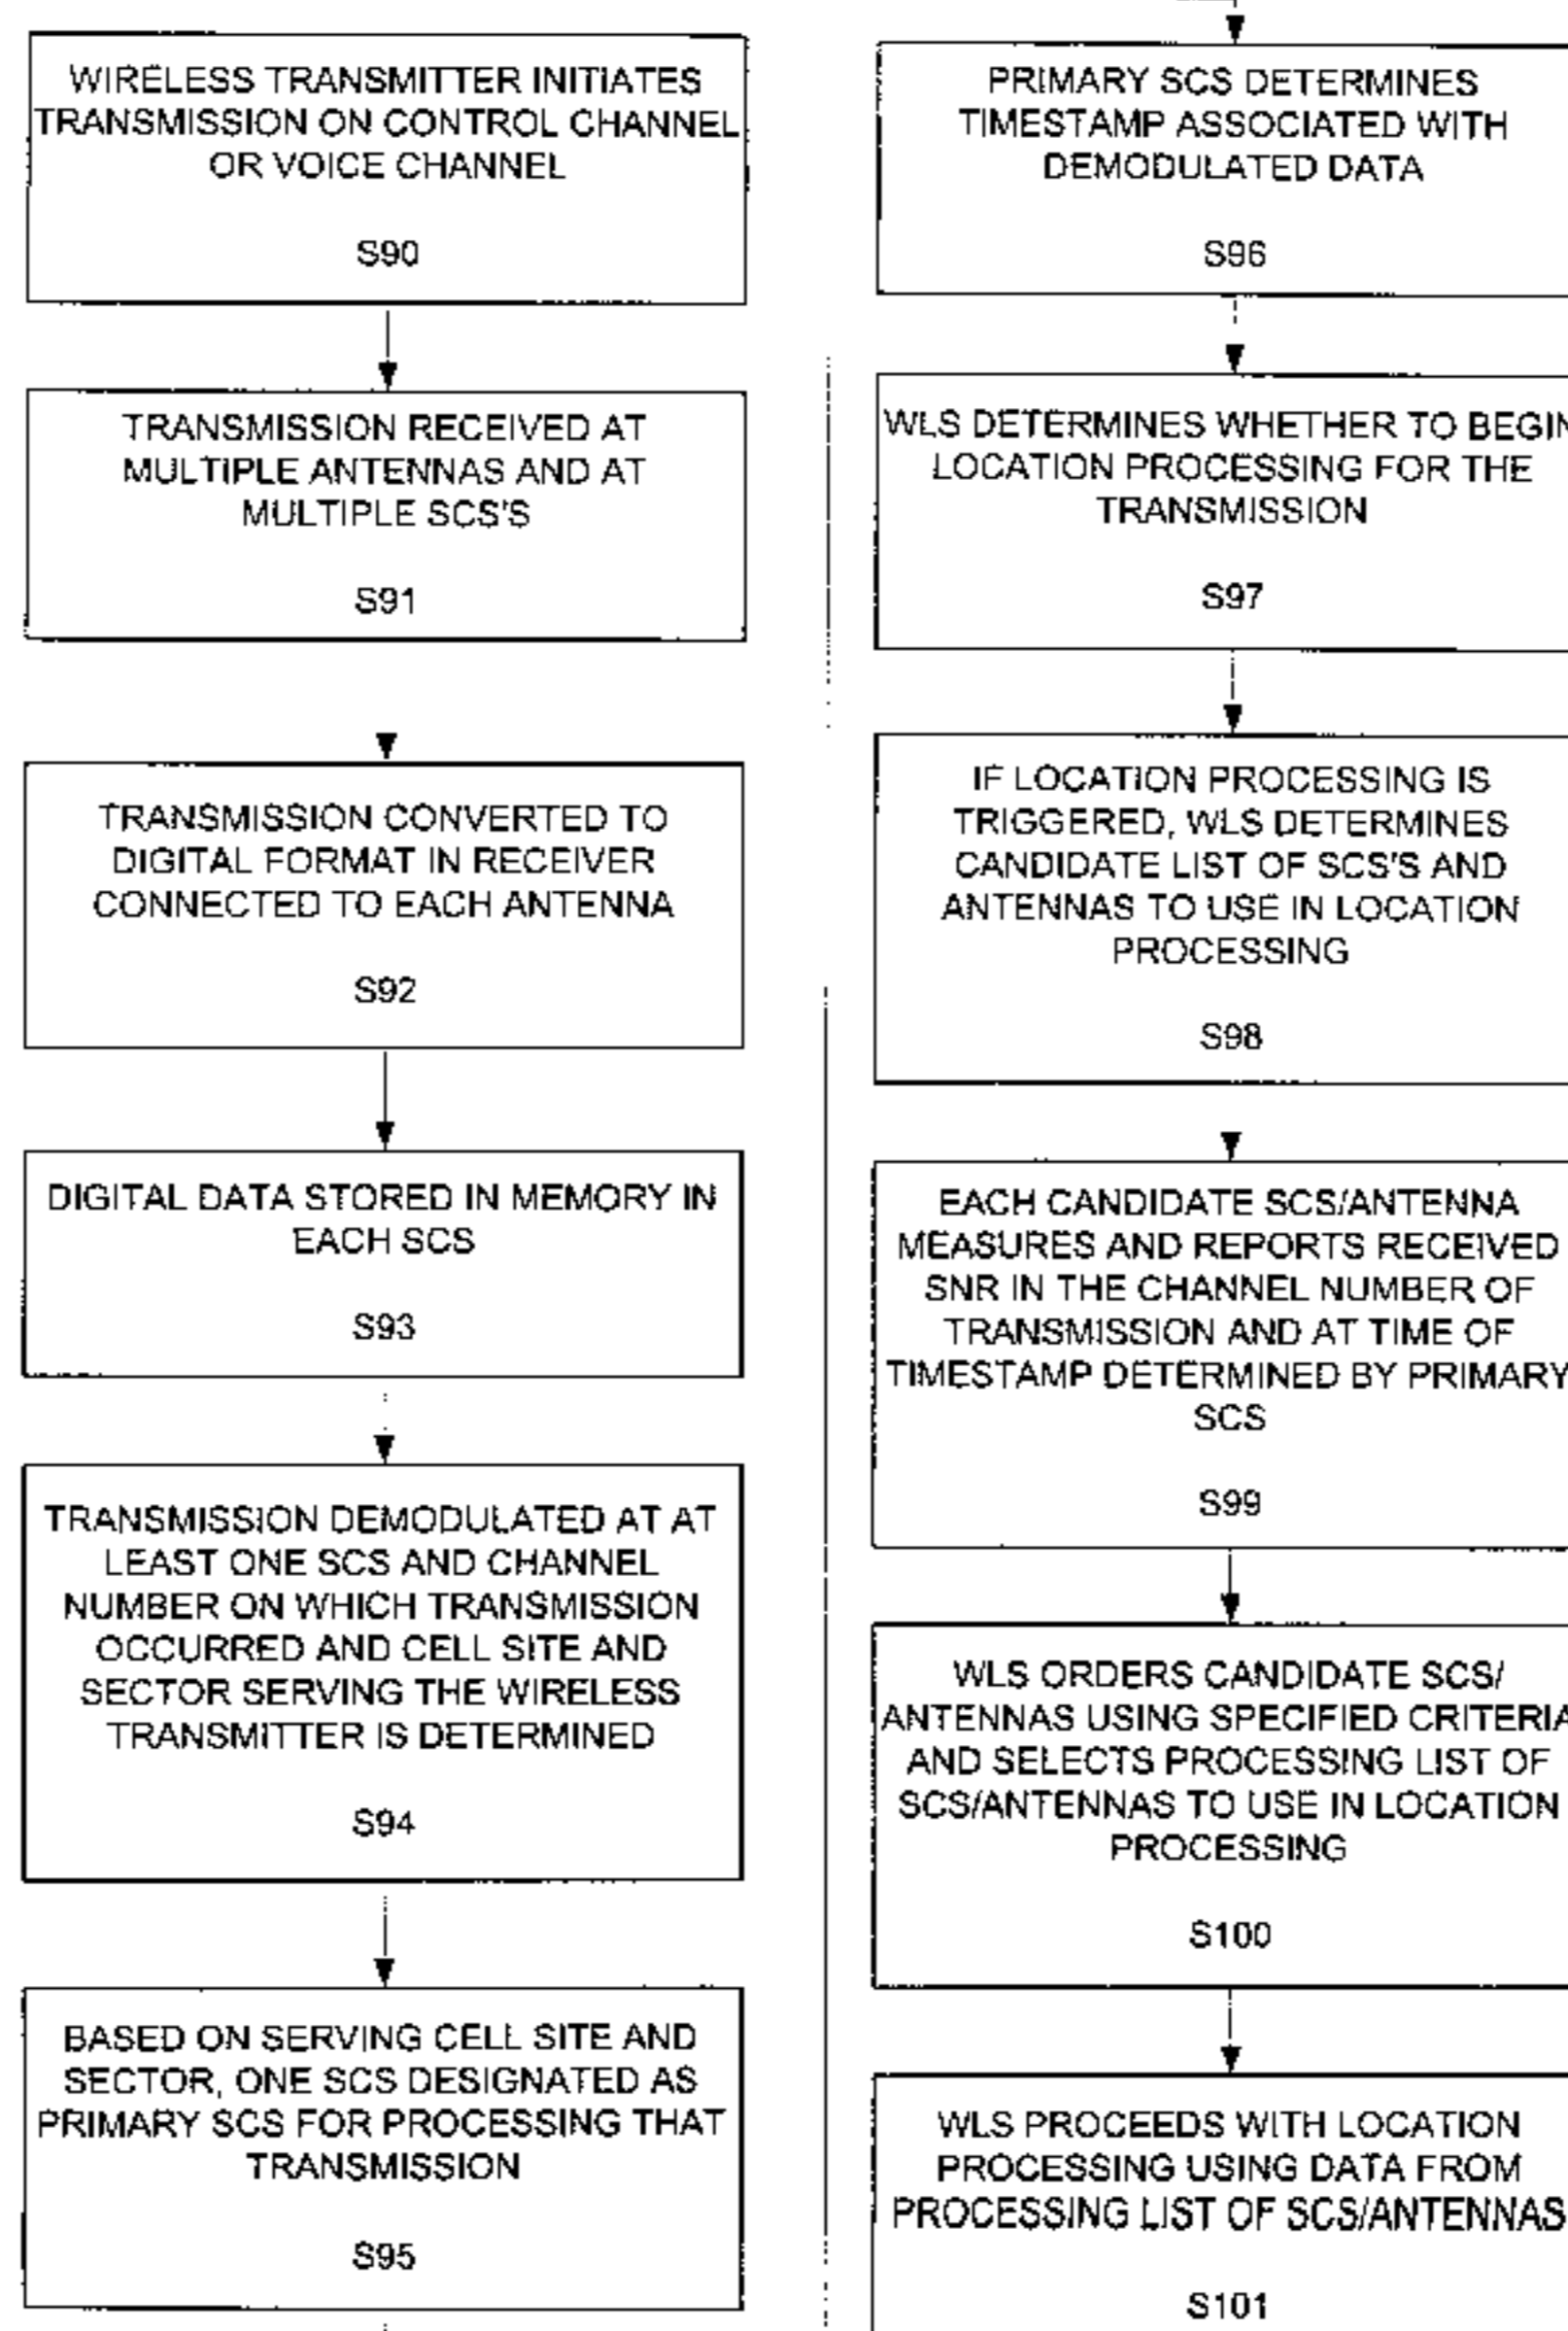 WIRELESS TRANSMITTER INITIATES
TRANSMISSION ON CONTROL CHANNEL
OR VOICE CHANNEL
S90
TRANSMISSION RECEIVED AT
MULTIPLE ANTENNAS AND AT
MULTIPLE SCS'S
S91
TRANSMISSION CONVERTED TO
DIGITAL FORMAT IN RECEIVER
CONNECTED TO EACH ANTENNA
S92
DIGITAL DATA STORED IN MEMORY IN
EACH SCS
S93
TRANSMISSION DEMODULATED AT AT
LEAST ONE SCS AND CHANNEL
NUMBER ON WHICH TRANSMISSION
OCCURRED AND CELL SITE AND
SECTOR SERVING THE WIRELESS
TRANSMITTER IS DETERMINED
S94
BASED ON SERVING CELL SITE AND
SECTOR, ONE SCS DESIGNATED AS
PRIMARY SCS FOR PROCESSING THAT
TRANSMISSION
S95
PRIMARY SCS DETERMINES
TIMESTAMP ASSOCIATED WITH
DEMODULATED DATA
S96
WLS DETERMINES WHETHER TO BEGIN
LOCATION PROCESSING FOR THE
TRANSMISSION
S97
IF LOCATION PROCESSING IS
TRIGGERED, WLS DETERMINES
CANDIDATE LIST OF SCS'S AND
ANTENNAS TO USE IN LOCATION
PROCESSING
S98
EACH CANDIDATE SCS/ANTENNA
MEASURES AND REPORTS RECEIVED
SNR IN THE CHANNEL NUMBER OF
TRANSMISSION AND AT TIME OF
TIMESTAMP DETERMINED BY PRIMARY
SCS
S99
WLS ORDERS CANDIDATE SCS/
ANTENNAS USING SPECIFIED CRITERIA
AND SELECTS PROCESSING LIST OF
SCS/ANTENNAS TO USE IN LOCATION
PROCESSING
S100
WLS PROCEEDS WITH LOCATION
PROCESSING USING DATA FROM
PROCESSING LIST OF SCS/ANTENNAS
S101